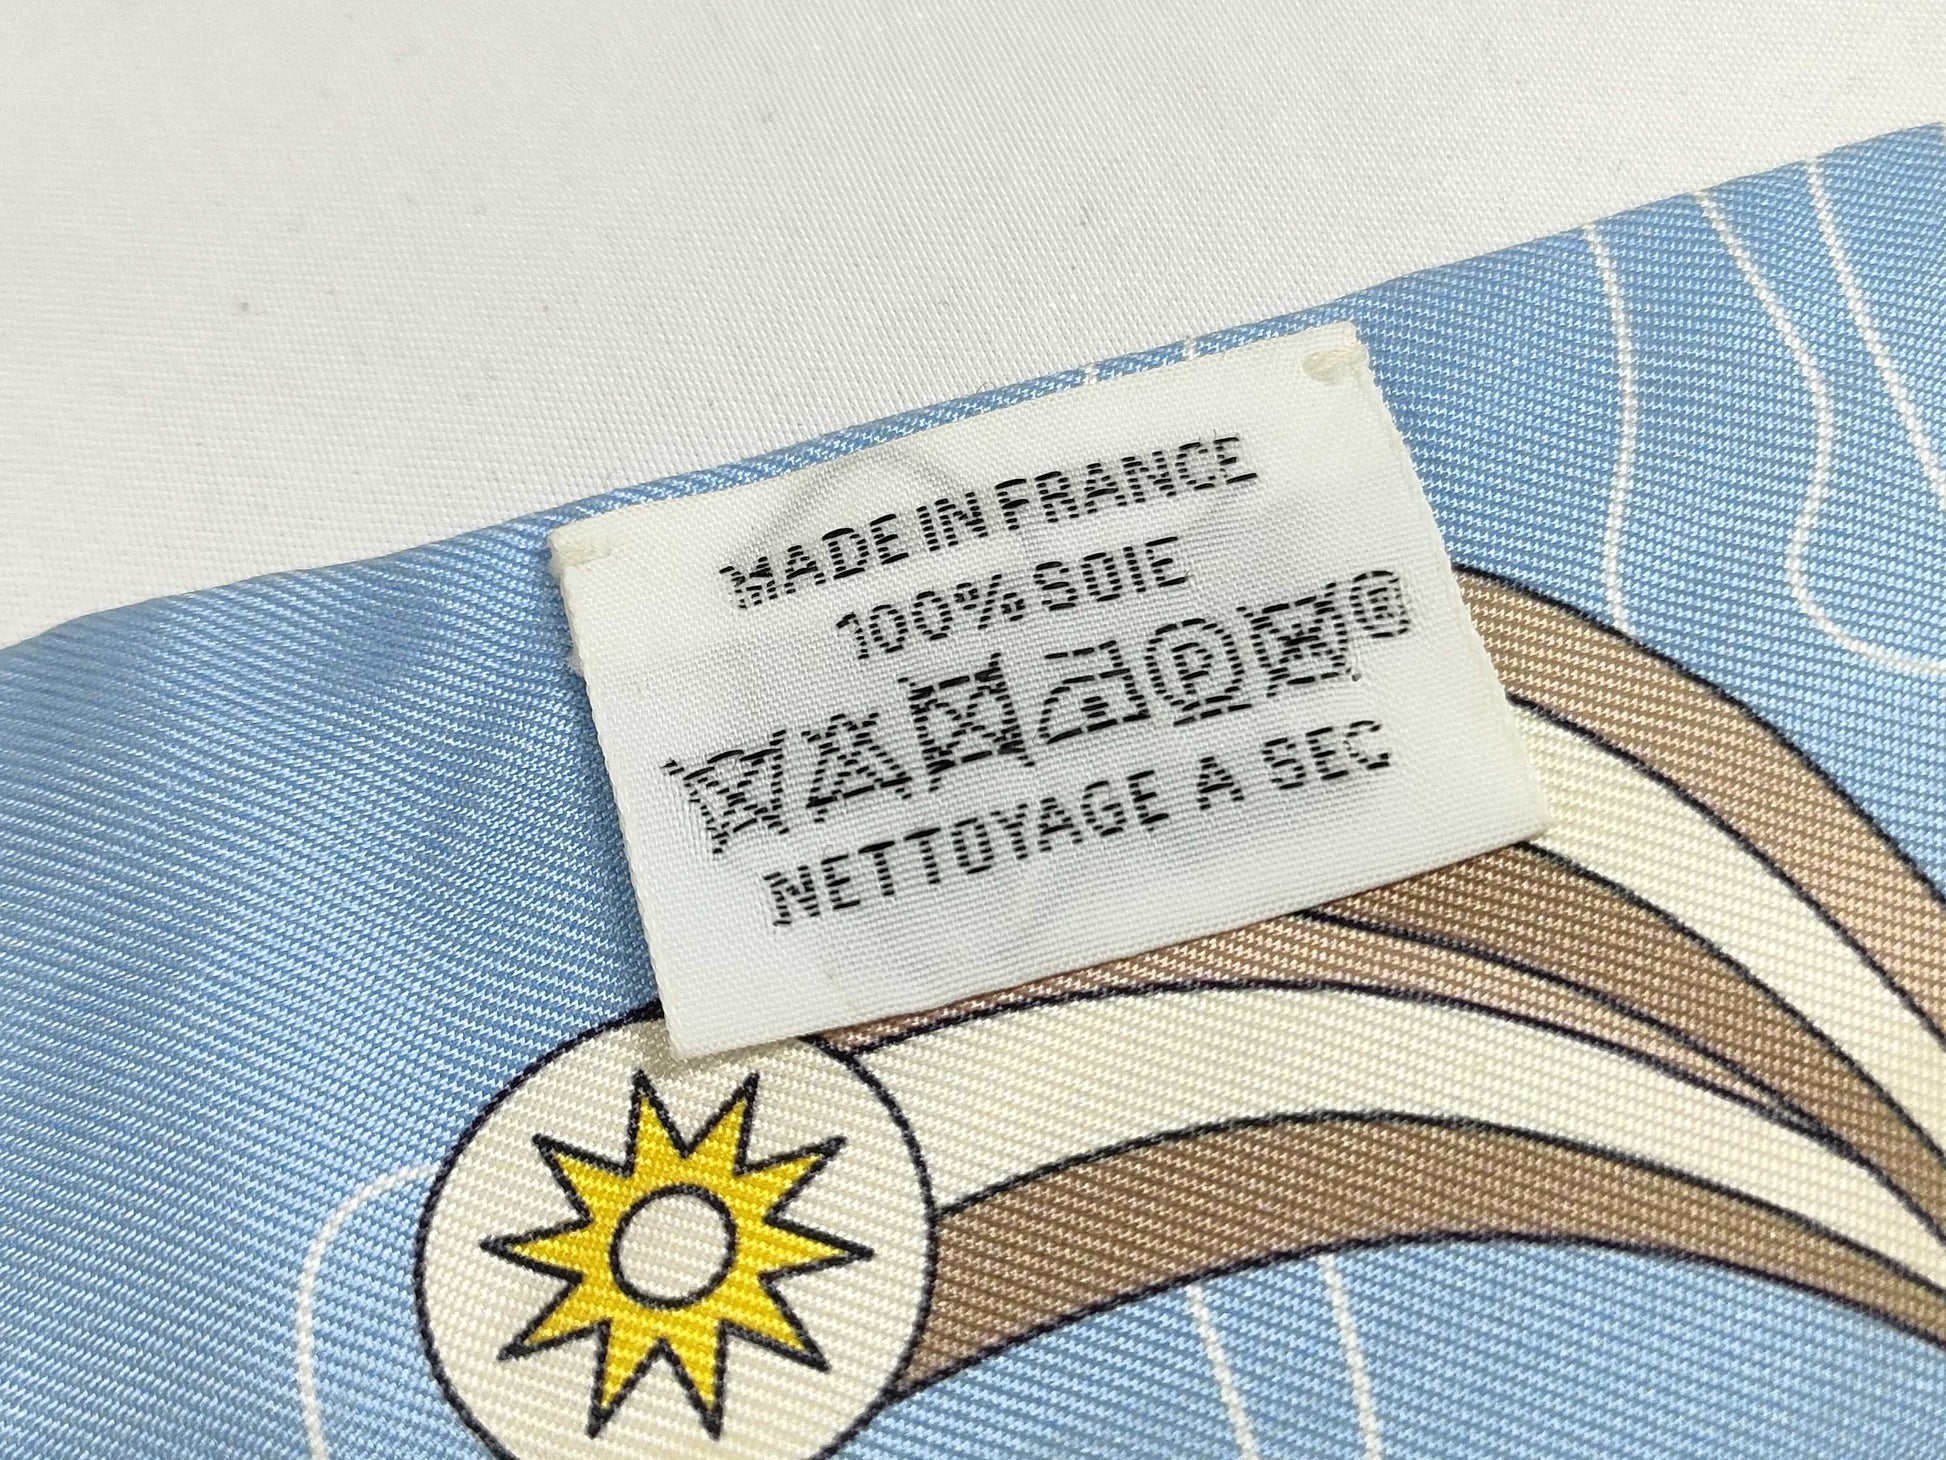 MADE IN FRANCE
100% SOIE
P ®
NETTOYAGE A SEC